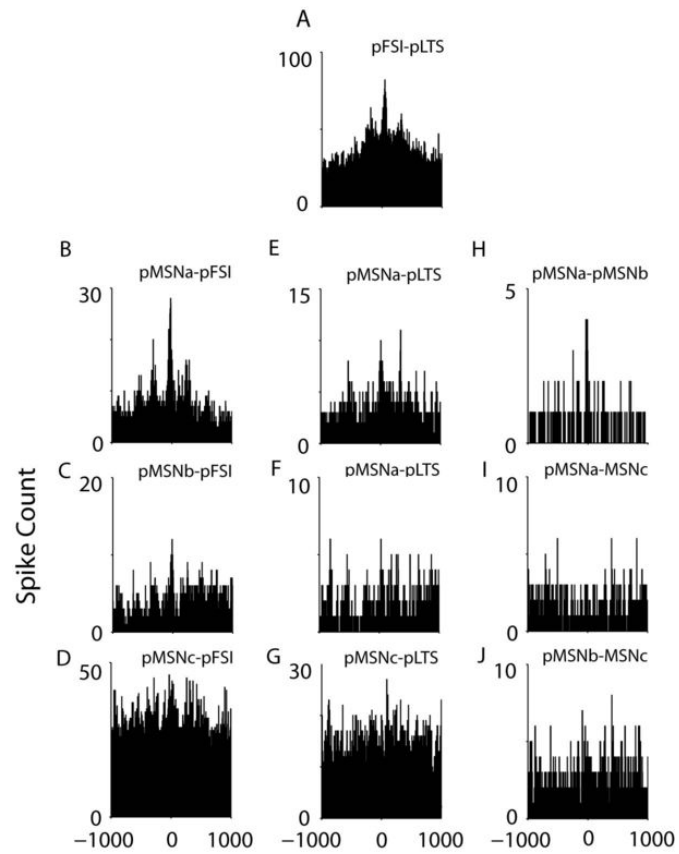 A
pFSI-pLTS
100
0
B
pMSNa-pFSI
30
0
E
pMSNa-pLTS
15
0
H
pMSNa-pMSNb
5
0
C
pMSNb-pFSI
20
0
F
pMSNa-pLTS
10
0
I
pMSNa-MSNc
10
0
Spike Count
D
pMSNc-pFSI
50
0
G
pMSNc-pLTS
30
0
J
pMSNb-MSNc
10
0
−1000 0 1000
−1000 0 1000
−1000 0 1000